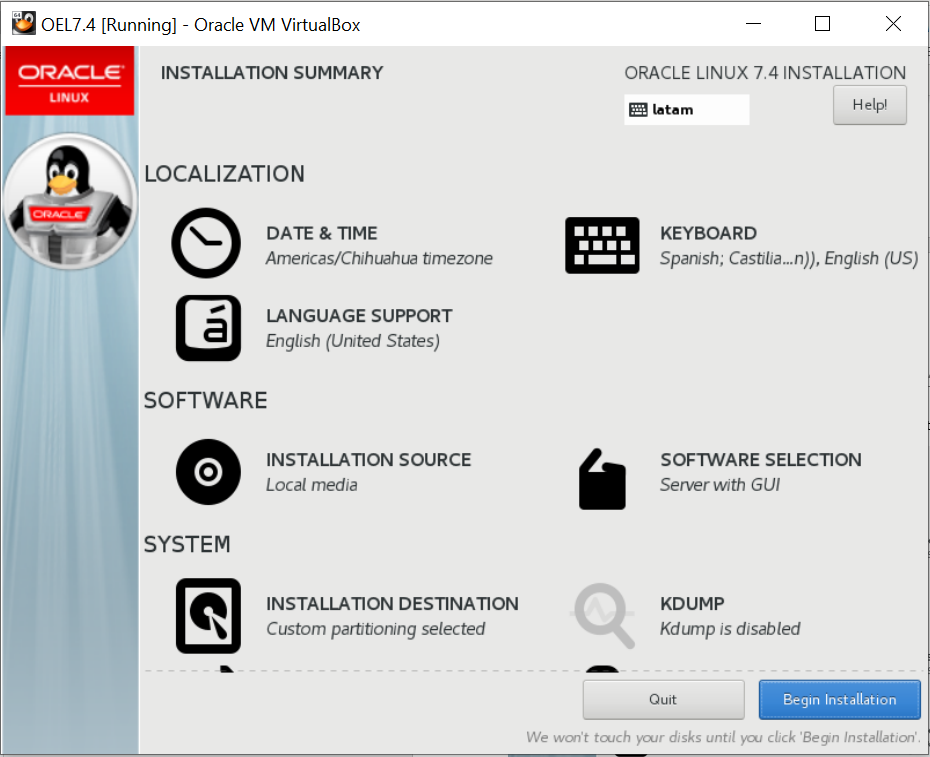 OEL7.4 [Running] - Oracle VM VirtualBox
ORACLE
LINUX
INSTALLATION SUMMARY
ORACLE LINUX 7.4 INSTALLATION
latam
Help!
ORACLE
LOCALIZATION
DATE & TIME
Americas/Chihuahua timezone
KEYBOARD
Spanish; Castilia...n)), English (US)
á
LANGUAGE SUPPORT
English (United States)
SOFTWARE
INSTALLATION SOURCE
Local media
SOFTWARE SELECTION
Server with GUI
SYSTEM
INSTALLATION DESTINATION
Custom partitioning selected
KDUMP
Kdump is disabled
Quit
Begin Installation
We won't touch your disks until you click 'Begin Installation'.